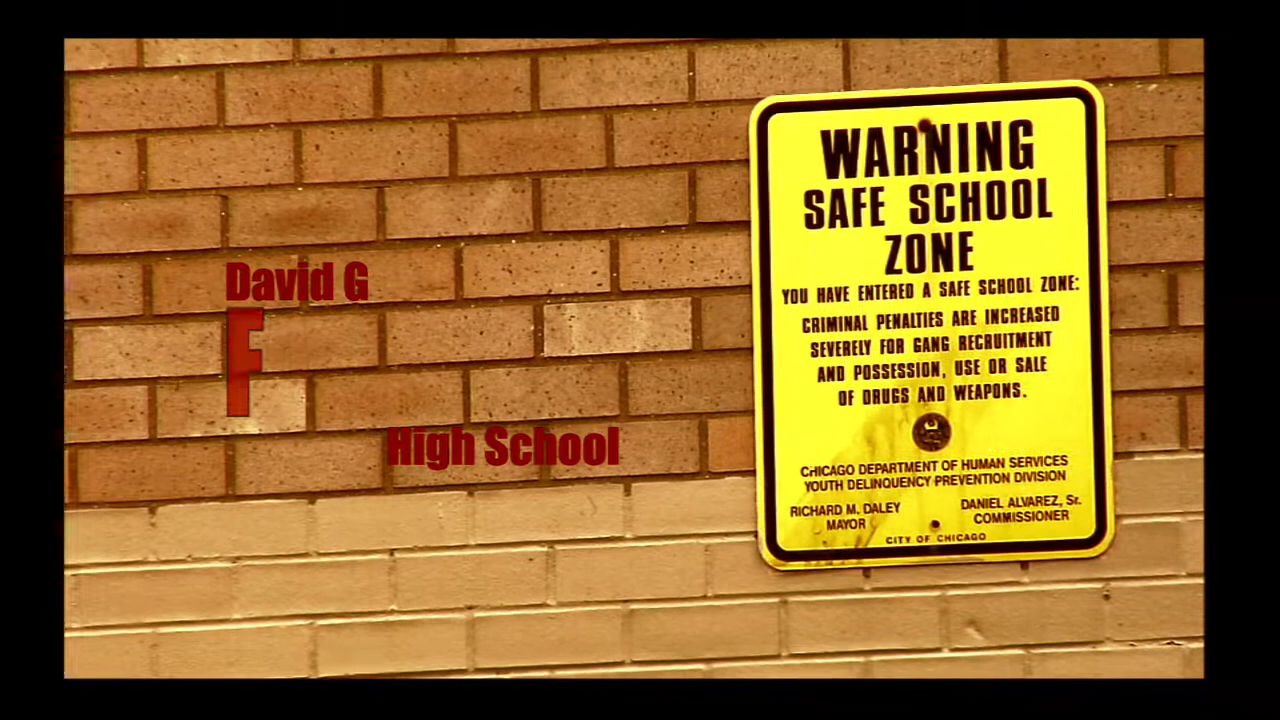 David G
F
High School
WARNING
SAFE SCHOOL
ZONE
YOU HAVE ENTERED A SAFE SCHOOL ZONE:
CRIMINAL PENALTIES ARE INCREASED
SEVERELY FOR GANG RECRUITMENT
AND POSSESSION, USE OR SALE
OF DRUGS AND WEAPONS.
CHICAGO DEPARTMENT OF HUMAN SERVICES
YOUTH DELINQUENCY PREVENTION DIVISION
RICHARD M. DALEY DANIEL ALVAREZ, Sr.
MAYOR COMMISSIONER
CITY OF CHICAGO